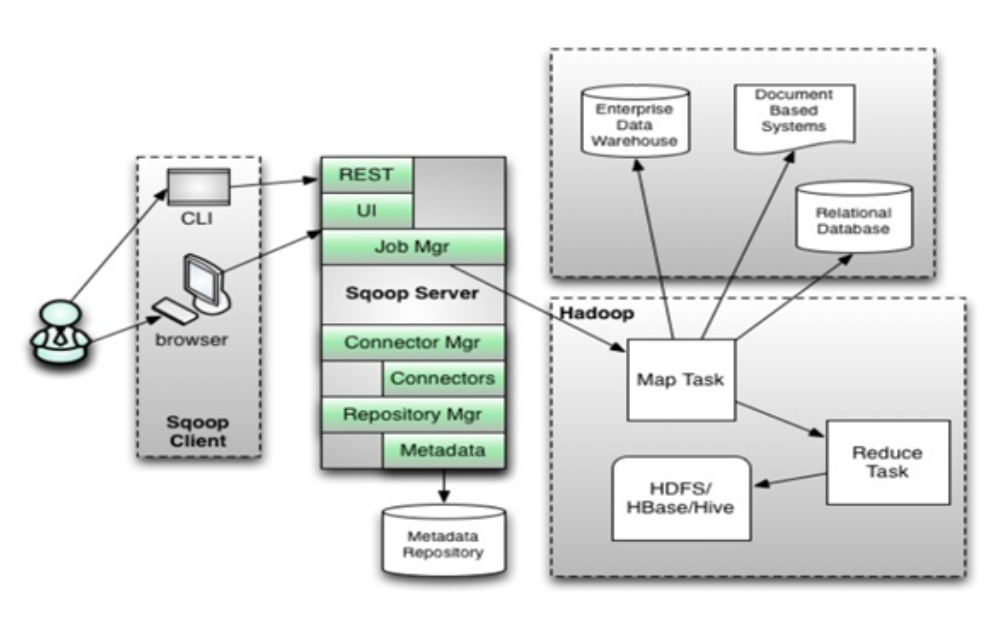 CLI
browser
Sqoop
Client
REST
UI
Job Mgr
Sqoop Server
Connector Mgr
Connectors
Repository Mgr
Metadata
Metadata
Repository
Enterprise
Data
Warehouse
Document
Based
Systems
Relational
Database
Hadoop
Map Task
Reduce
Task
HDFS/
HBase/Hive